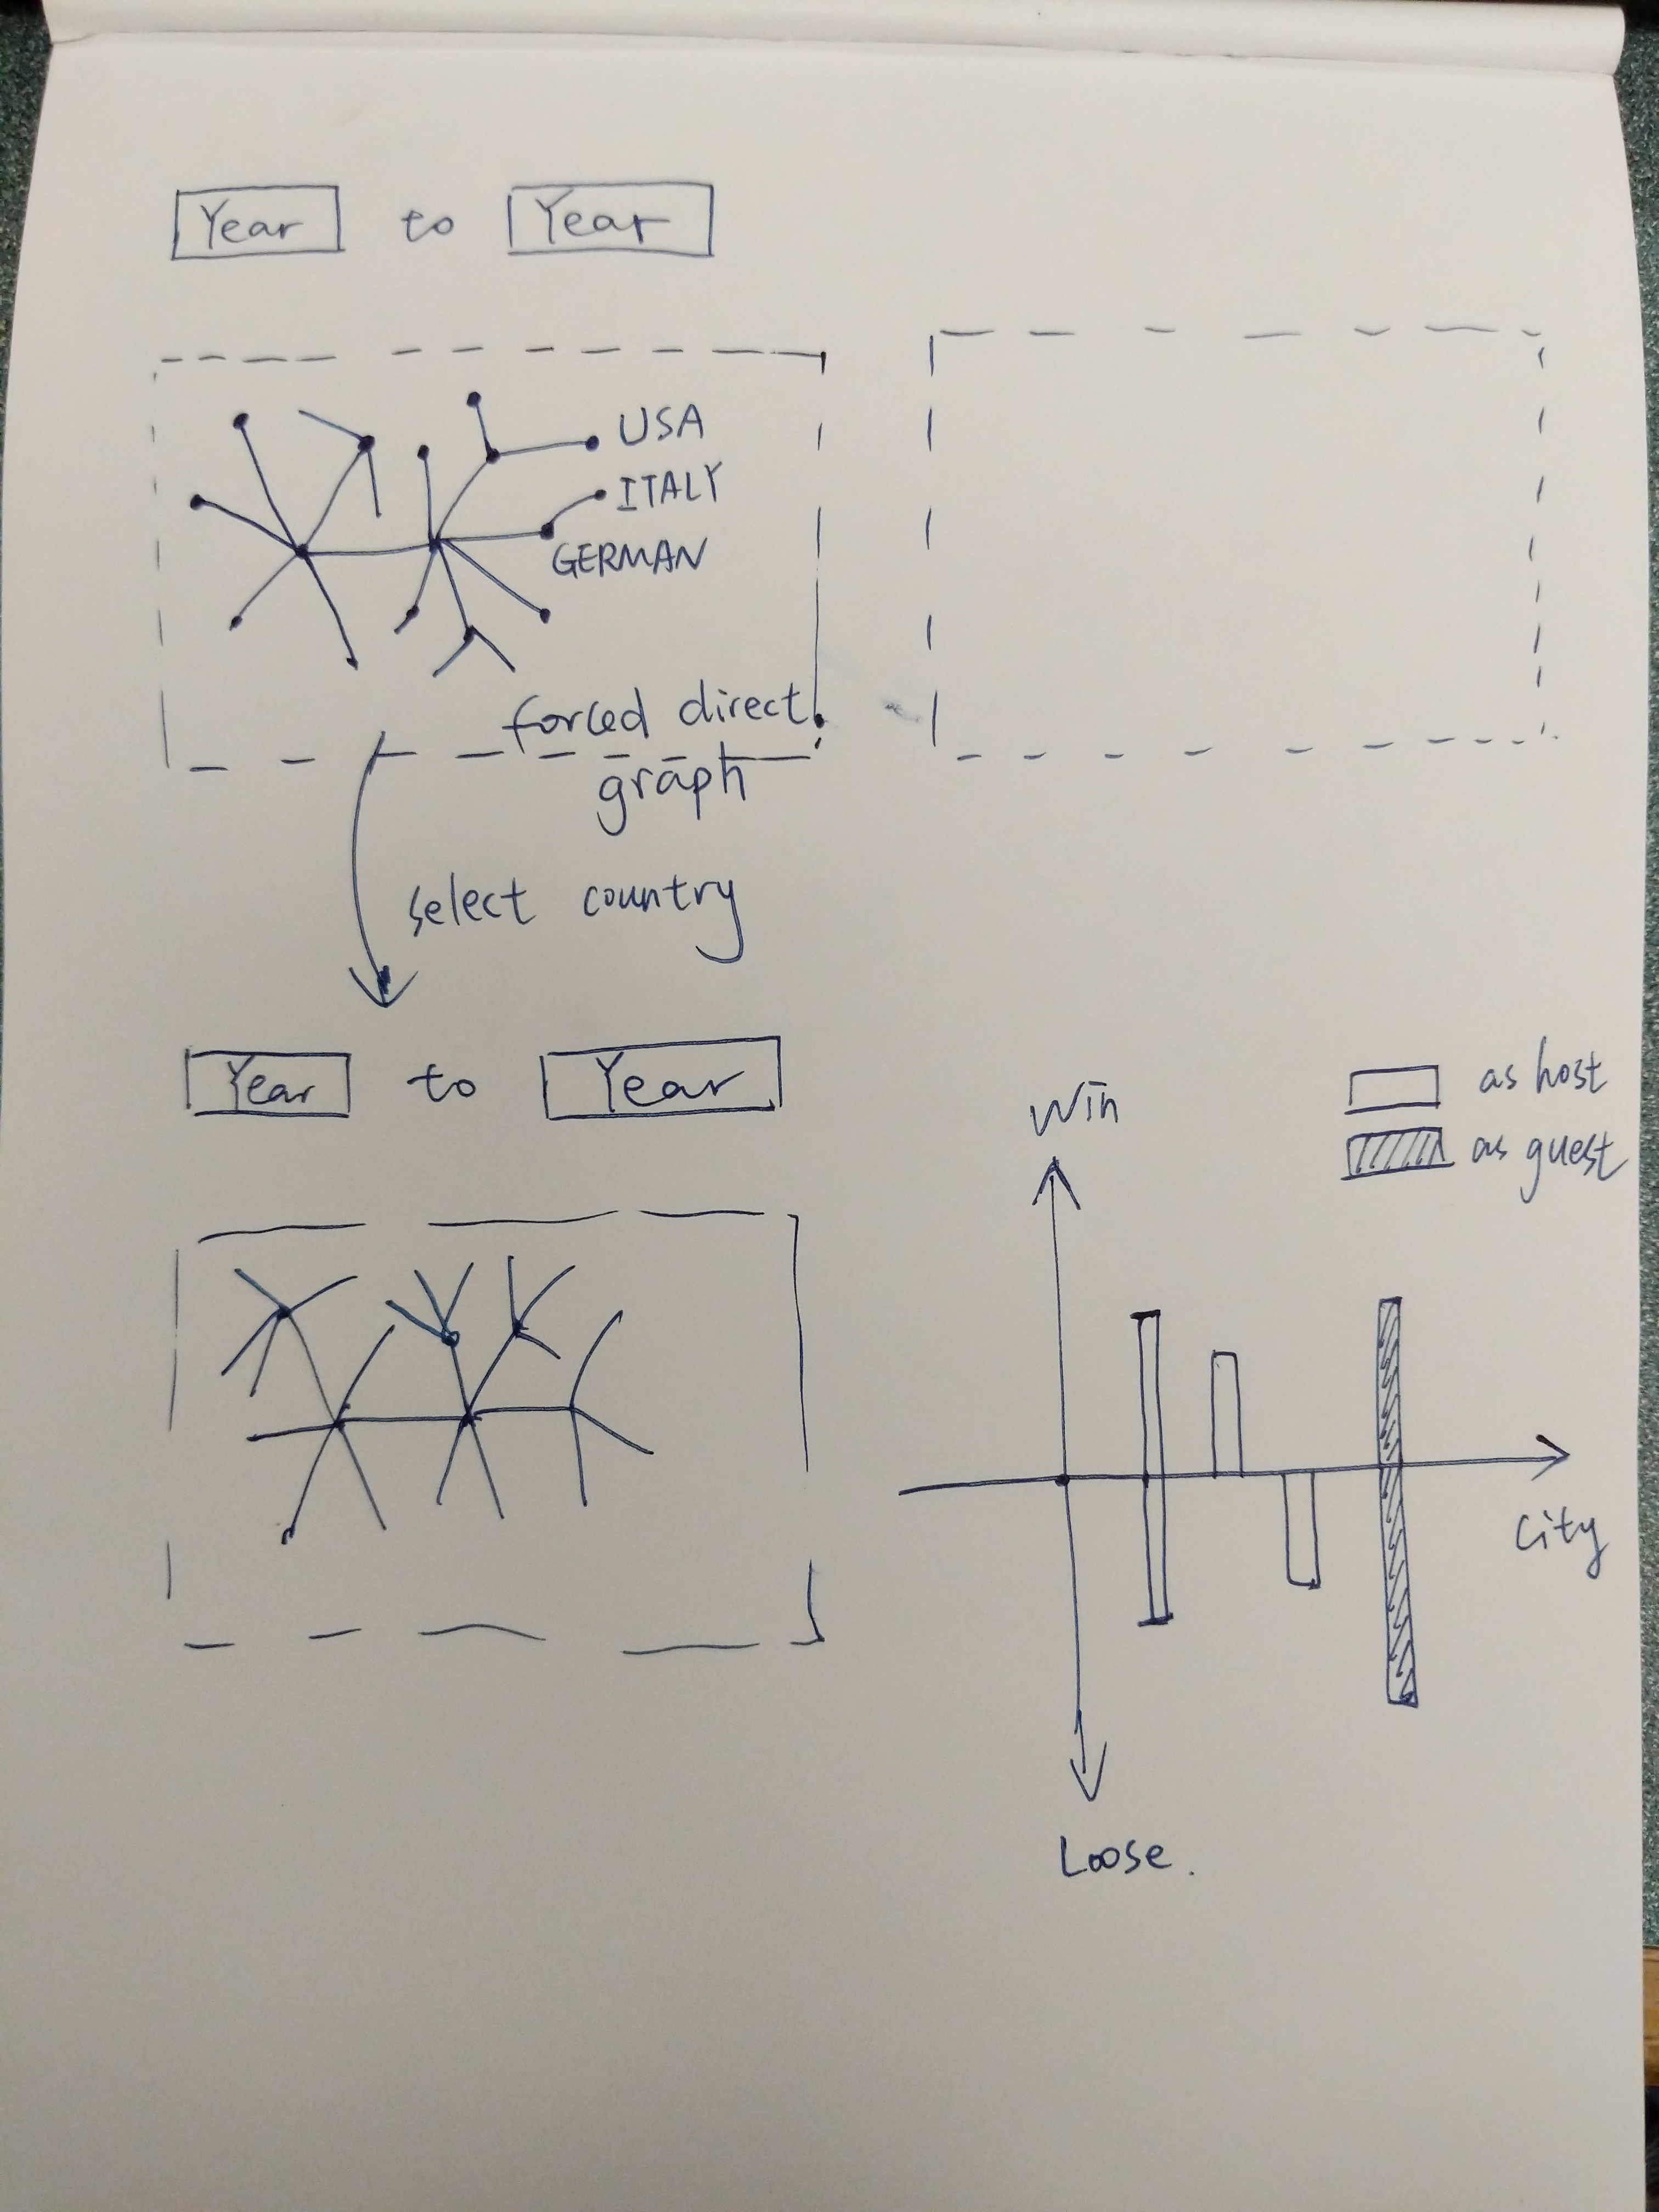 Year to Year
USA
ITALY
GERMAN
forced direct
graph
select country
Year to Year
Win
as host
as guest
City
Loose.